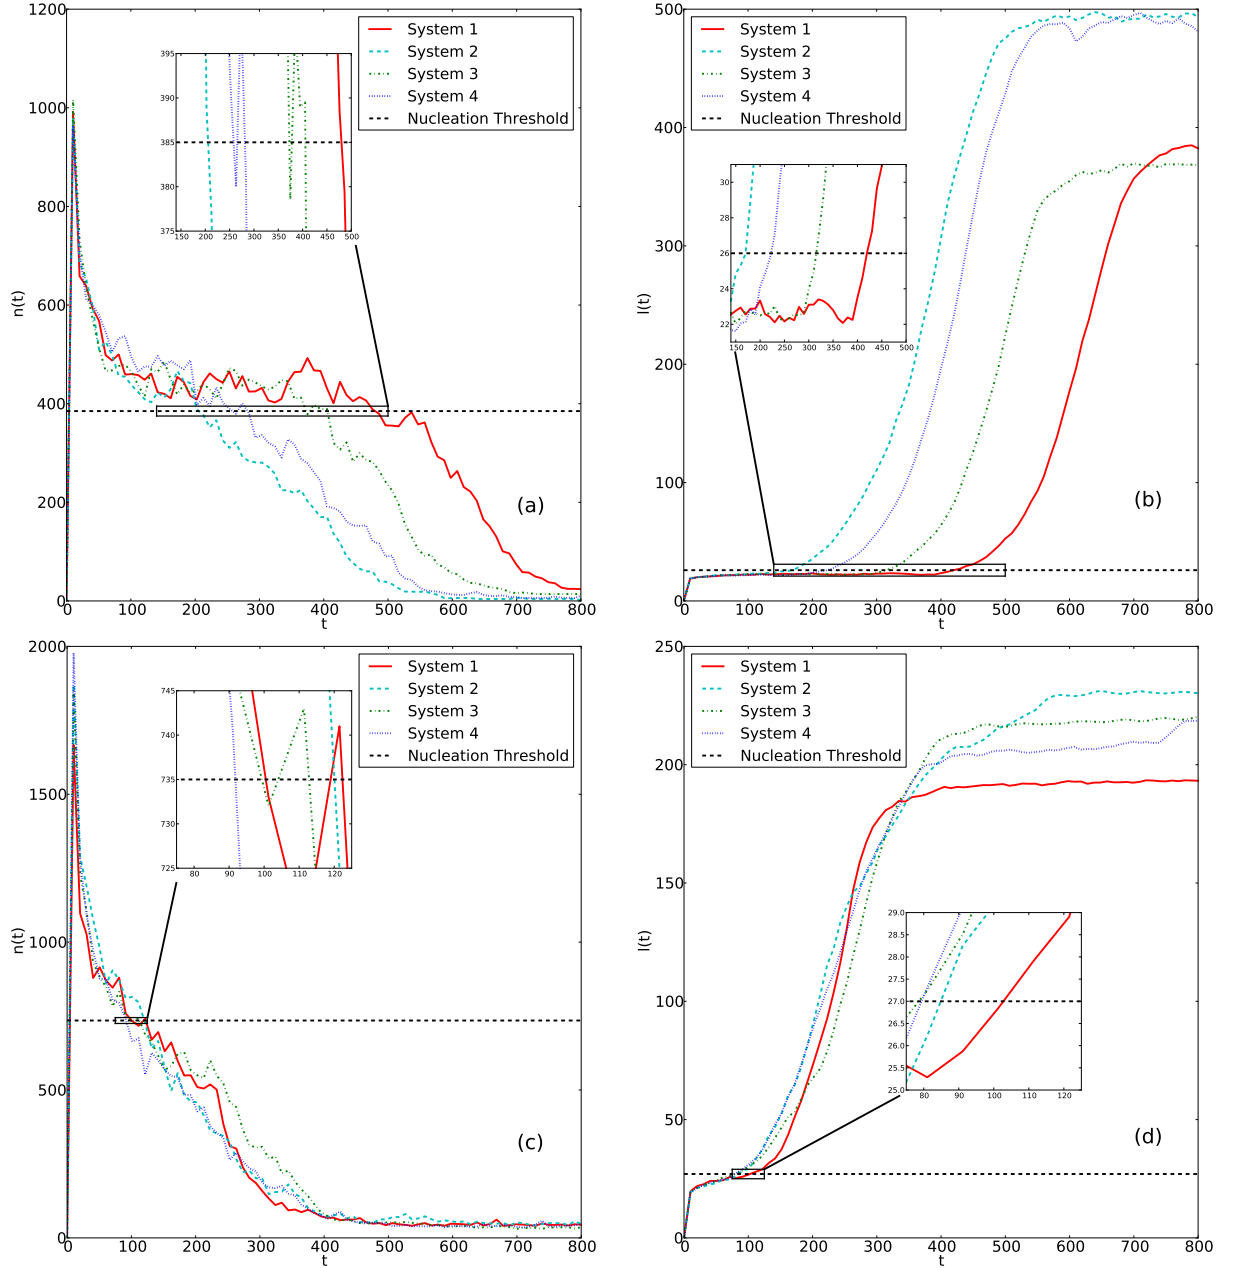 1200
1000
800
600
400
200
0
n(t)
System 1
System 2
System 3
System 4
Nucleation Threshold
395
390
385
380
375
150 200 250 300 350 400 450 500
(a)
0 100 200 300 400 500 600 700 800
t
500
400
300
200
100
0
l(t)
System 1
System 2
System 3
System 4
Nucleation Threshold
30
28
26
24
22
150 200 250 300 350 400 450 500
(b)
0 100 200 300 400 500 600 700 800
t
2000
1500
1000
500
0
n(t)
System 1
System 2
System 3
System 4
Nucleation Threshold
745
740
735
730
725
80 90 100 110 120
(c)
0 100 200 300 400 500 600 700 800
t
250
200
150
100
50
0
l(t)
System 1
System 2
System 3
System 4
Nucleation Threshold
29.0
28.5
28.0
27.5
27.0
26.5
26.0
25.5
25.0
80 90 100 110 120
(d)
0 100 200 300 400 500 600 700 800
t